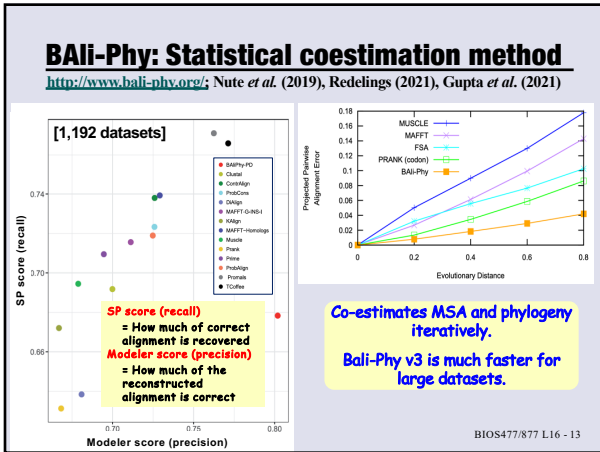 BAli-Phy: Statistical coestimation method
http://www.bali-phy.org/; Nute et al. (2019), Redelings (2021), Gupta et al. (2021)
[1,192 datasets]
SP score (recall)
0.74
0.70
0.66
BAliPhy-PD
Clustal
ContrAlign
ProbCons
DiAlign
MAFFT-G-INS-I
KAlign
MAFFT-Homologs
Muscle
Prank
Prime
ProbAlign
Promals
TCoffee
SP score (recall)
= How much of correct
alignment is recovered
Modeler score (precision)
= How much of the
reconstructed
alignment is correct
0.70
0.75
0.80
Modeler score (precision)
Projected Pairwise
Alignment Error
0.18
0.16
0.14
0.12
0.1
0.08
0.06
0.04
0.02
0
MUSCLE
MAFFT
FSA
PRANK (codon)
BAli-Phy
0
0.2
0.4
0.6
0.8
Evolutionary Distance
Co-estimates MSA and phylogeny
iteratively.
Bali-Phy v3 is much faster for
large datasets.
BIOS477/877 L16 - 13